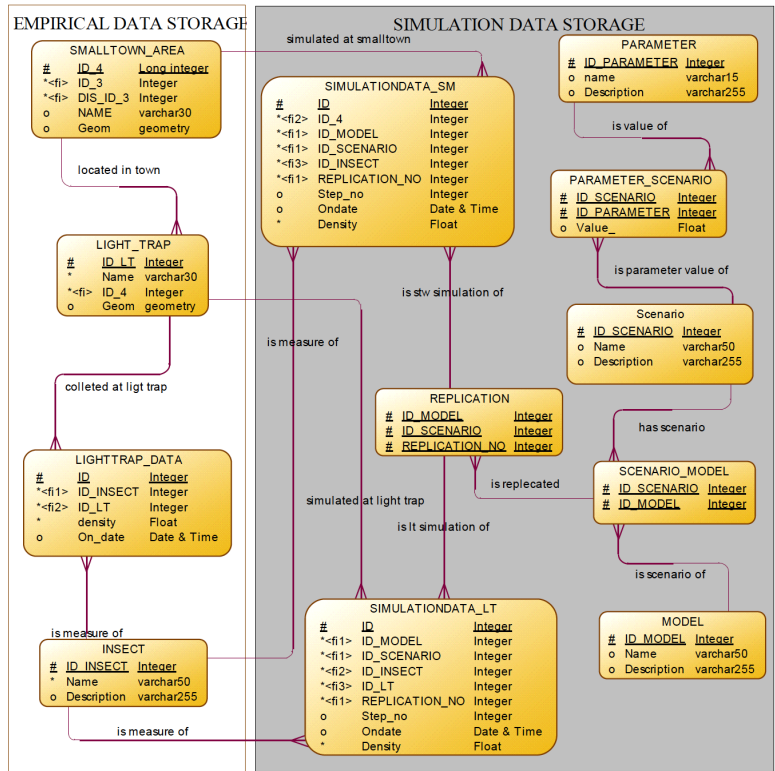 EMPIRICAL DATA STORAGE
SIMULATION DATA STORAGE
SMALLTOWN_AREA
# ID_4 Long integer
*<fi> ID_3 Integer
*<fi> DIS_ID_3 Integer
o NAME varchar30
o Geom geometry
simulated at smalltown
located in town
LIGHT_TRAP
# ID_LT Integer
* Name varchar30
*<fi> ID_4 Integer
o Geom geometry
colleted at ligt trap
LIGHTTRAP_DATA
# ID Integer
*<fi1> ID_INSECT Integer
*<fi2> ID_LT Integer
* density Float
o On_date Date & Time
is measure of
INSECT
# ID_INSECT Integer
* Name varchar50
o Description varchar255
is measure of
SIMULATIONDATA_SM
# ID Integer
*<fi2> ID_4 Integer
*<fi1> ID_MODEL Integer
*<fi1> ID_SCENARIO Integer
*<fi3> ID_INSECT Integer
*<fi1> REPLICATION_NO Integer
o Step_no Integer
o Ondate Date & Time
* Density Float
is stw simulation of
is measure of
REPLICATION
# ID_MODEL Integer
# ID_SCENARIO Integer
# REPLICATION_NO Integer
simulated at light trap
is replecated
is lt simulation of
SIMULATIONDATA_LT
# ID Integer
*<fi1> ID_MODEL Integer
*<fi1> ID_SCENARIO Integer
*<fi2> ID_INSECT Integer
*<fi3> ID_LT Integer
*<fi1> REPLICATION_NO Integer
o Step_no Integer
o Ondate Date & Time
* Density Float
PARAMETER
# ID_PARAMETER Integer
o name varchar15
o Description varchar255
is value of
PARAMETER_SCENARIO
# ID_SCENARIO Integer
# ID_PARAMETER Integer
o Value_ Float
is parameter value of
Scenario
# ID_SCENARIO Integer
o Name varchar50
o Description varchar255
has scenario
SCENARIO_MODEL
# ID_SCENARIO Integer
# ID_MODEL Integer
is scenario of
MODEL
# ID_MODEL Integer
o Name varchar50
o Description varchar255